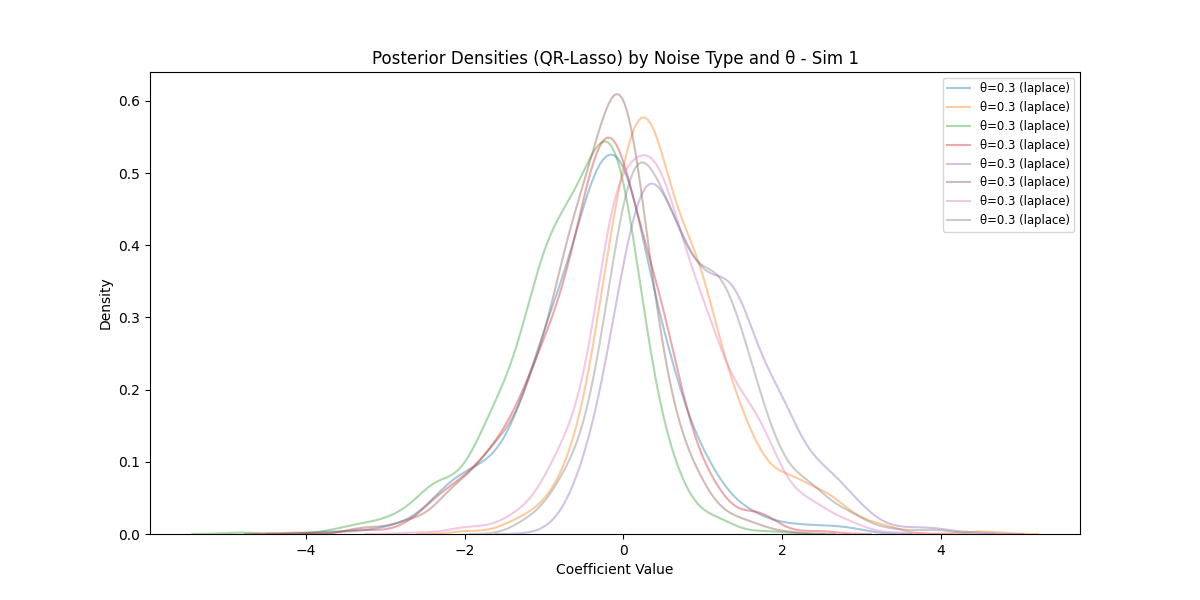 Posterior Densities (QR-Lasso) by Noise Type and θ - Sim 1
θ=0.3 (laplace)
θ=0.3 (laplace)
θ=0.3 (laplace)
θ=0.3 (laplace)
θ=0.3 (laplace)
θ=0.3 (laplace)
θ=0.3 (laplace)
θ=0.3 (laplace)
Density
0.6
0.5
0.4
0.3
0.2
0.1
0.0
−4 −2 0 2 4
Coefficient Value